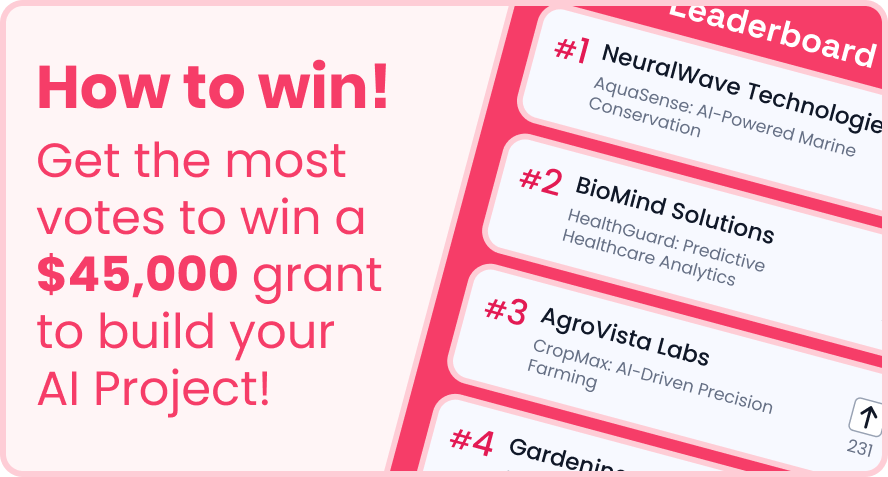 How to win!
Get the most
votes to win a
$45,000 grant
to build your
AI Project!
Leaderboard
#1 NeuralWave Technologie
AquaSense: AI-Powered Marine
Conservation
#2 BioMind Solutions
HealthGuard: Predictive
Healthcare Analytics
#3 AgroVista Labs
CropMax: AI-Driven Precision
Farming
231
#4 Gardening